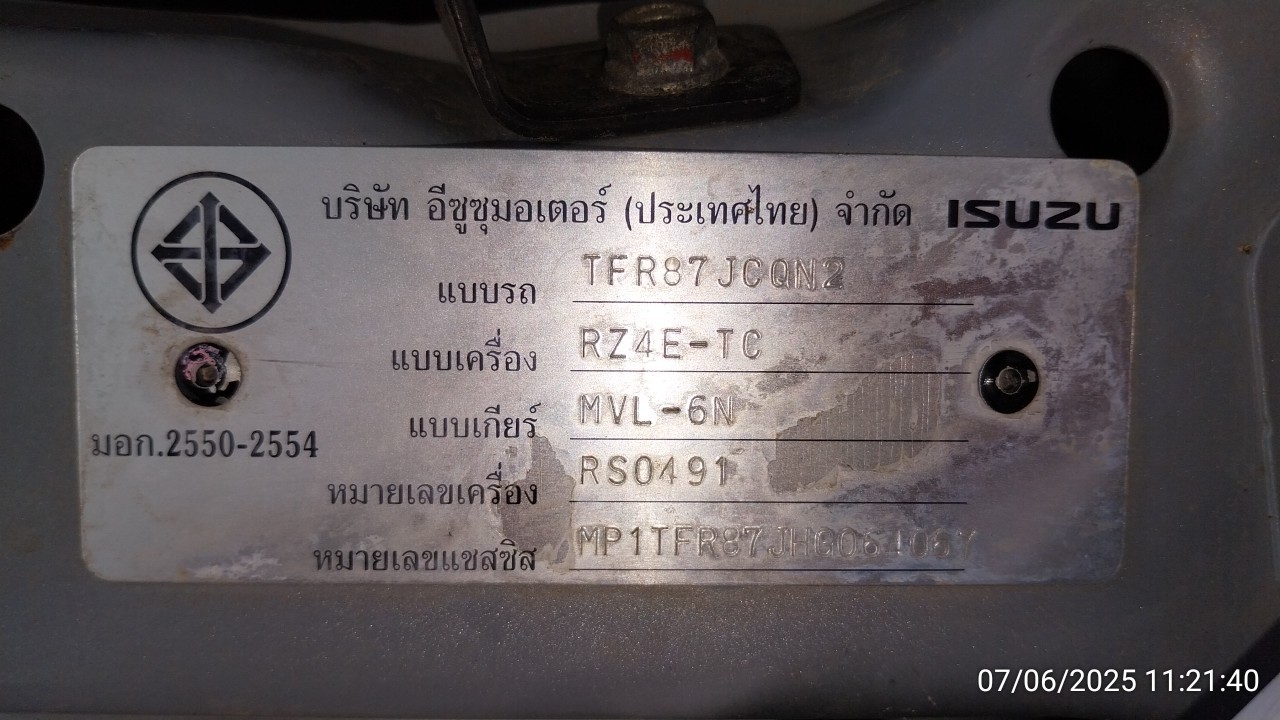 บริษัท อีซูซุมอเตอร์ (ประเทศไทย) จำกัด ISUZU
แบบรถ TFR87JCQN2
แบบเครื่อง RZ4E-TC
แบบเกียร์ MVL-6N
มอก.2550-2554
หมายเลขเครื่อง RS0491
หมายเลขแชสซิส
07/06/2025 11:21:40